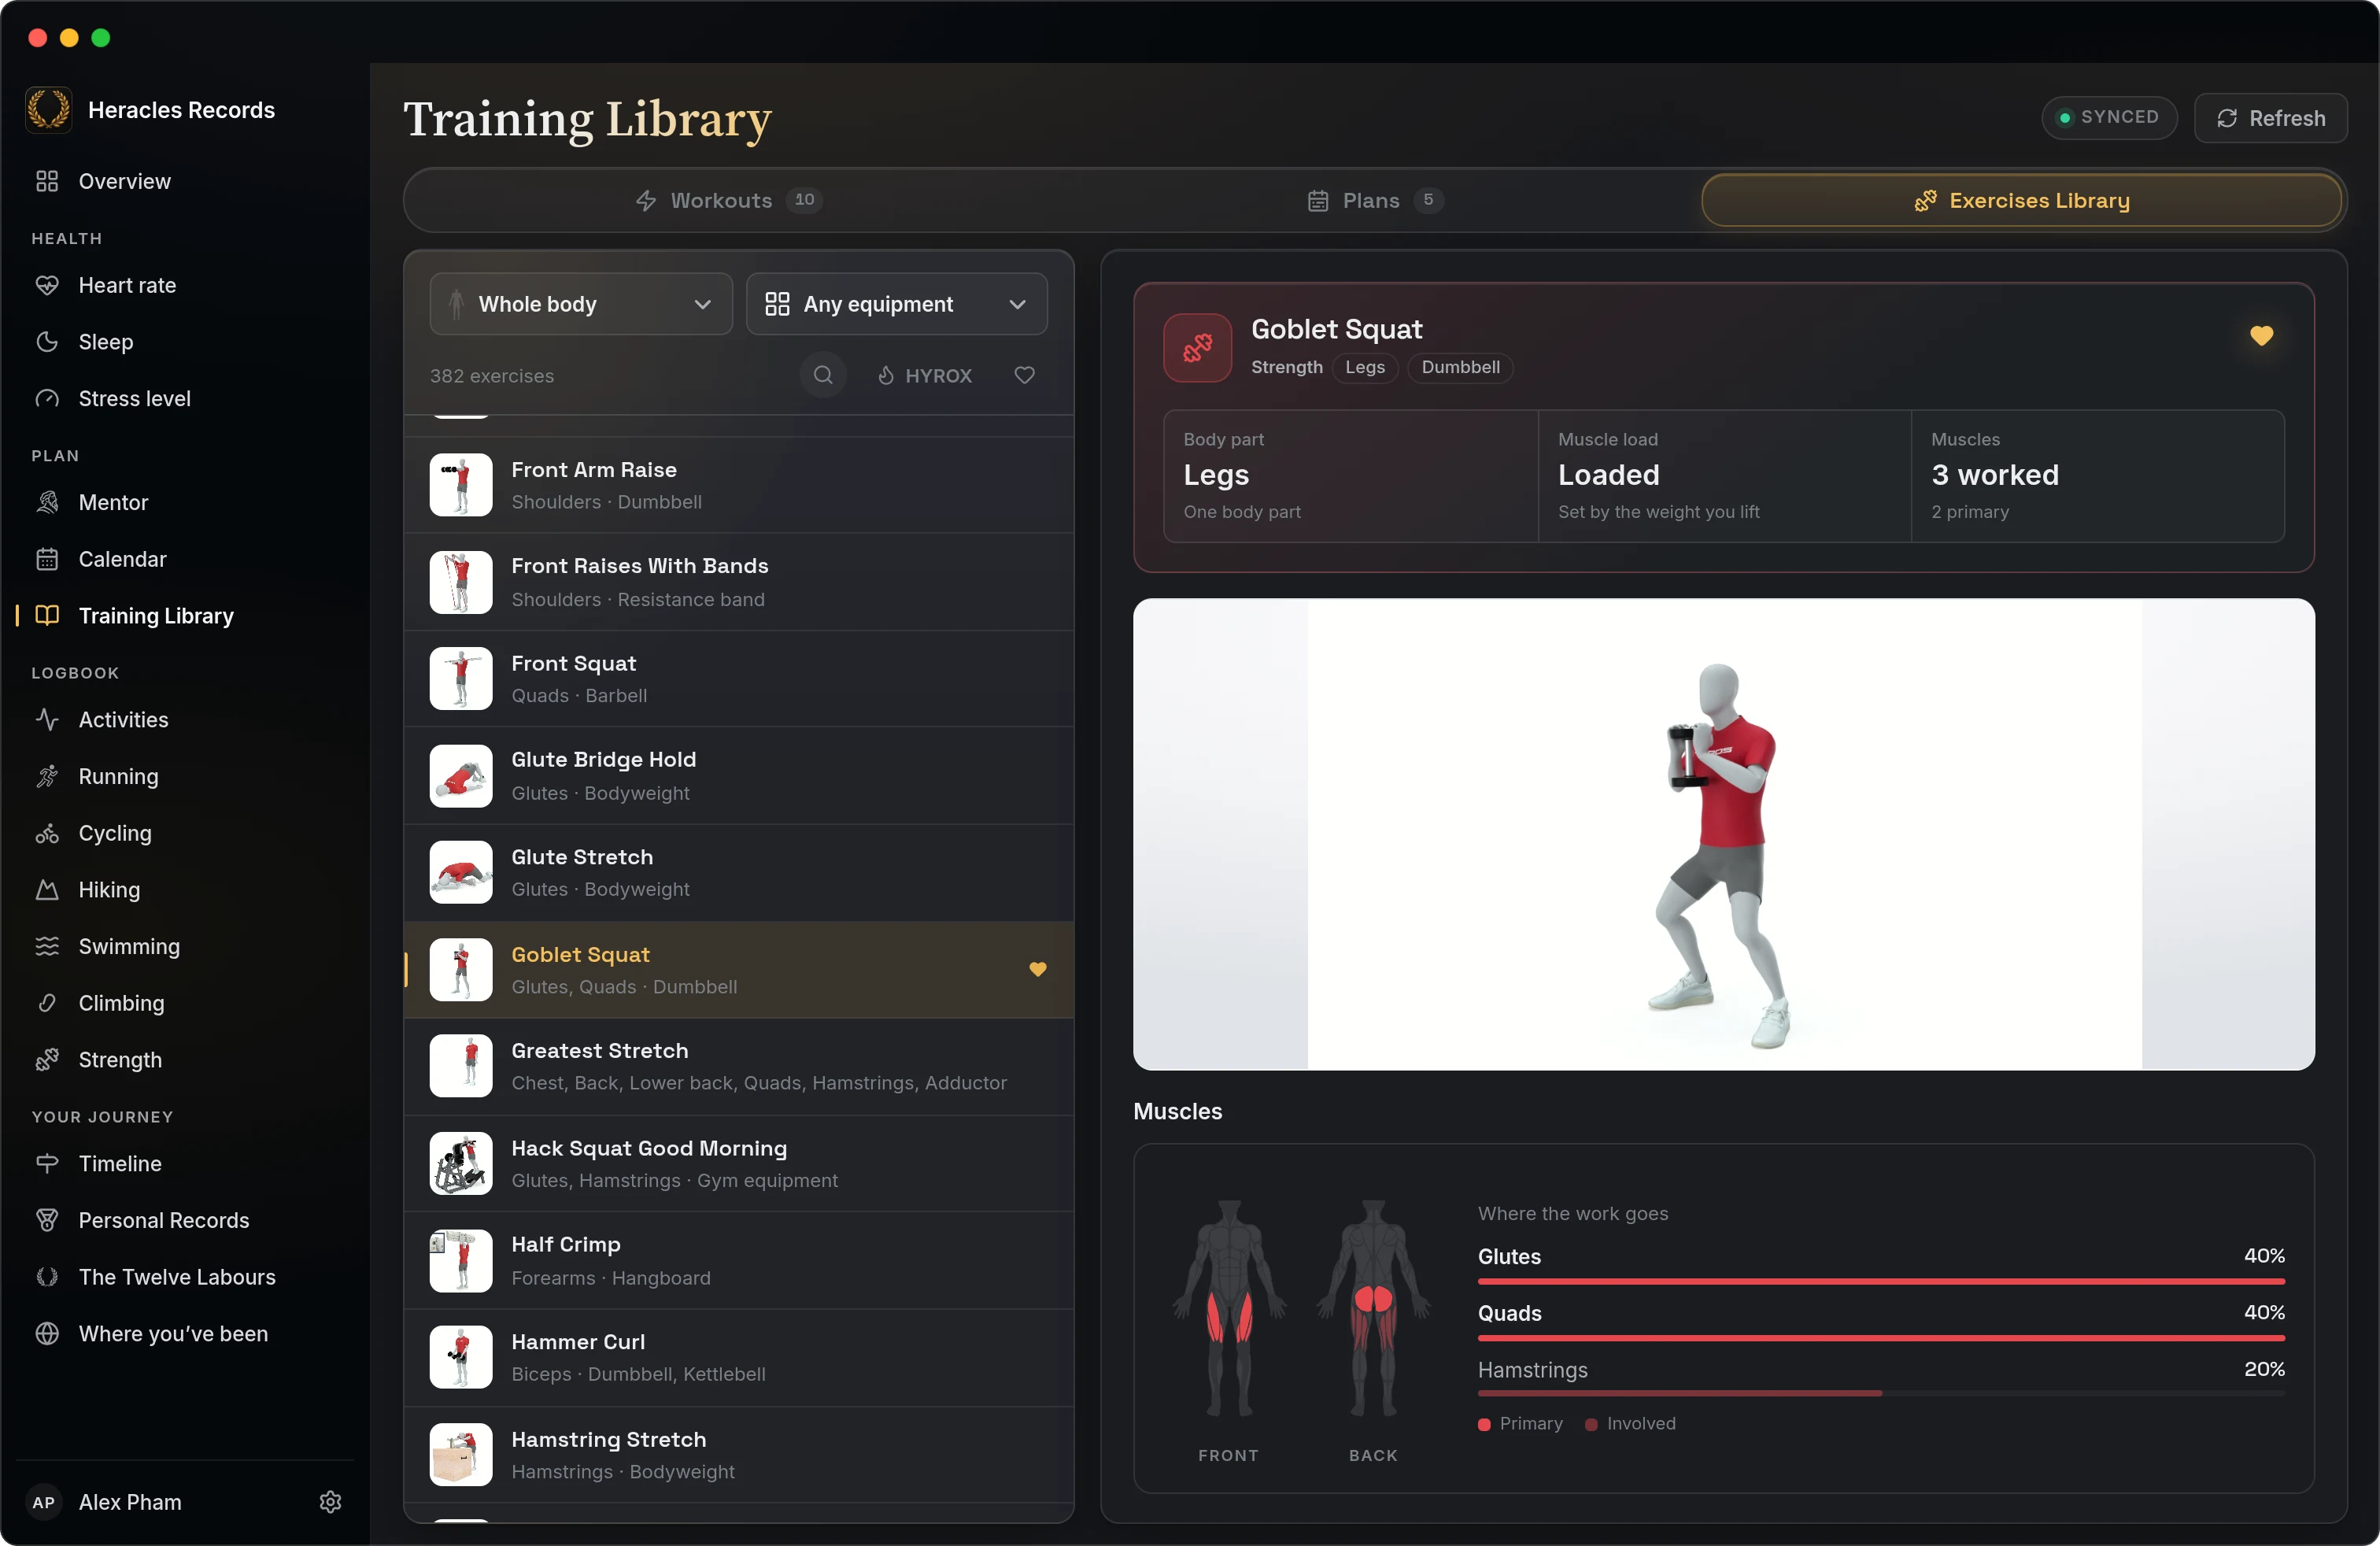 Heracles Records
Overview
HEALTH
Heart rate
Sleep
Stress level
PLAN
Mentor
Calendar
Training Library
LOGBOOK
Activities
Running
Cycling
Hiking
Swimming
Climbing
Strength
YOUR JOURNEY
Timeline
Personal Records
The Twelve Labours
Where you’ve been
AP Alex Pham
Training Library
SYNCED
Refresh
Workouts 10
Plans 5
Exercises Library
Whole body
Any equipment
382 exercises
HYROX
Front Arm Raise
Shoulders · Dumbbell
Front Raises With Bands
Shoulders · Resistance band
Front Squat
Quads · Barbell
Glute Bridge Hold
Glutes · Bodyweight
Glute Stretch
Glutes · Bodyweight
Goblet Squat
Glutes, Quads · Dumbbell
Greatest Stretch
Chest, Back, Lower back, Quads, Hamstrings, Adductor
Hack Squat Good Morning
Glutes, Hamstrings · Gym equipment
Half Crimp
Forearms · Hangboard
Hammer Curl
Biceps · Dumbbell, Kettlebell
Hamstring Stretch
Hamstrings · Bodyweight
Goblet Squat
Strength Legs Dumbbell
Body part
Legs
One body part
Muscle load
Loaded
Set by the weight you lift
Muscles
3 worked
2 primary
Muscles
FRONT
BACK
Where the work goes
Glutes 40%
Quads 40%
Hamstrings 20%
Primary Involved